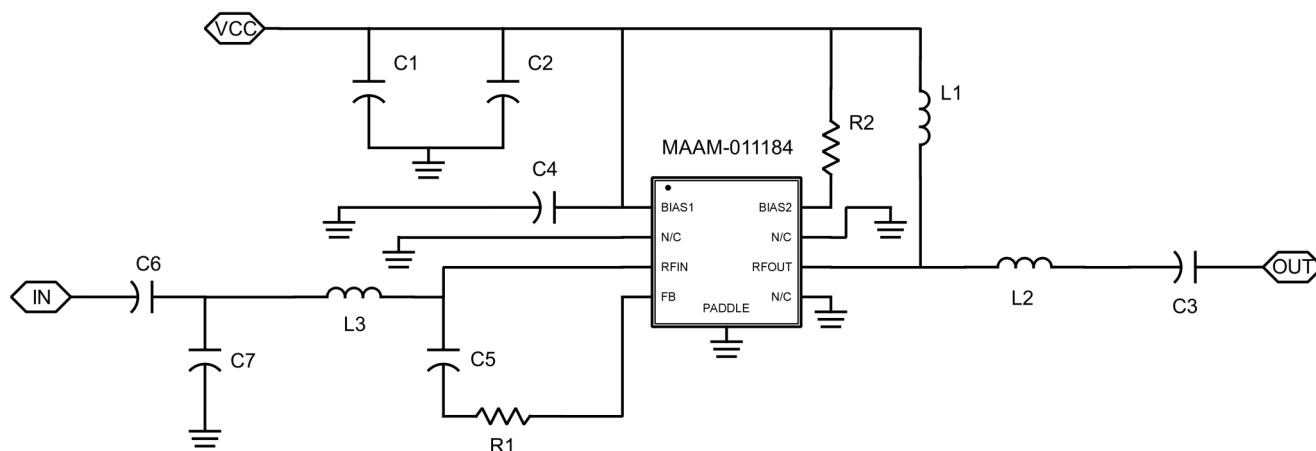 VCC
C1
C2
L1
R2
MAAM-011184
C4
BIAS1
BIAS2
N/C
N/C
C6
RFIN
RFOUT
IN
FB
N/C
OUT
L3
L2
C3
PADDLE
C7
C5
R1